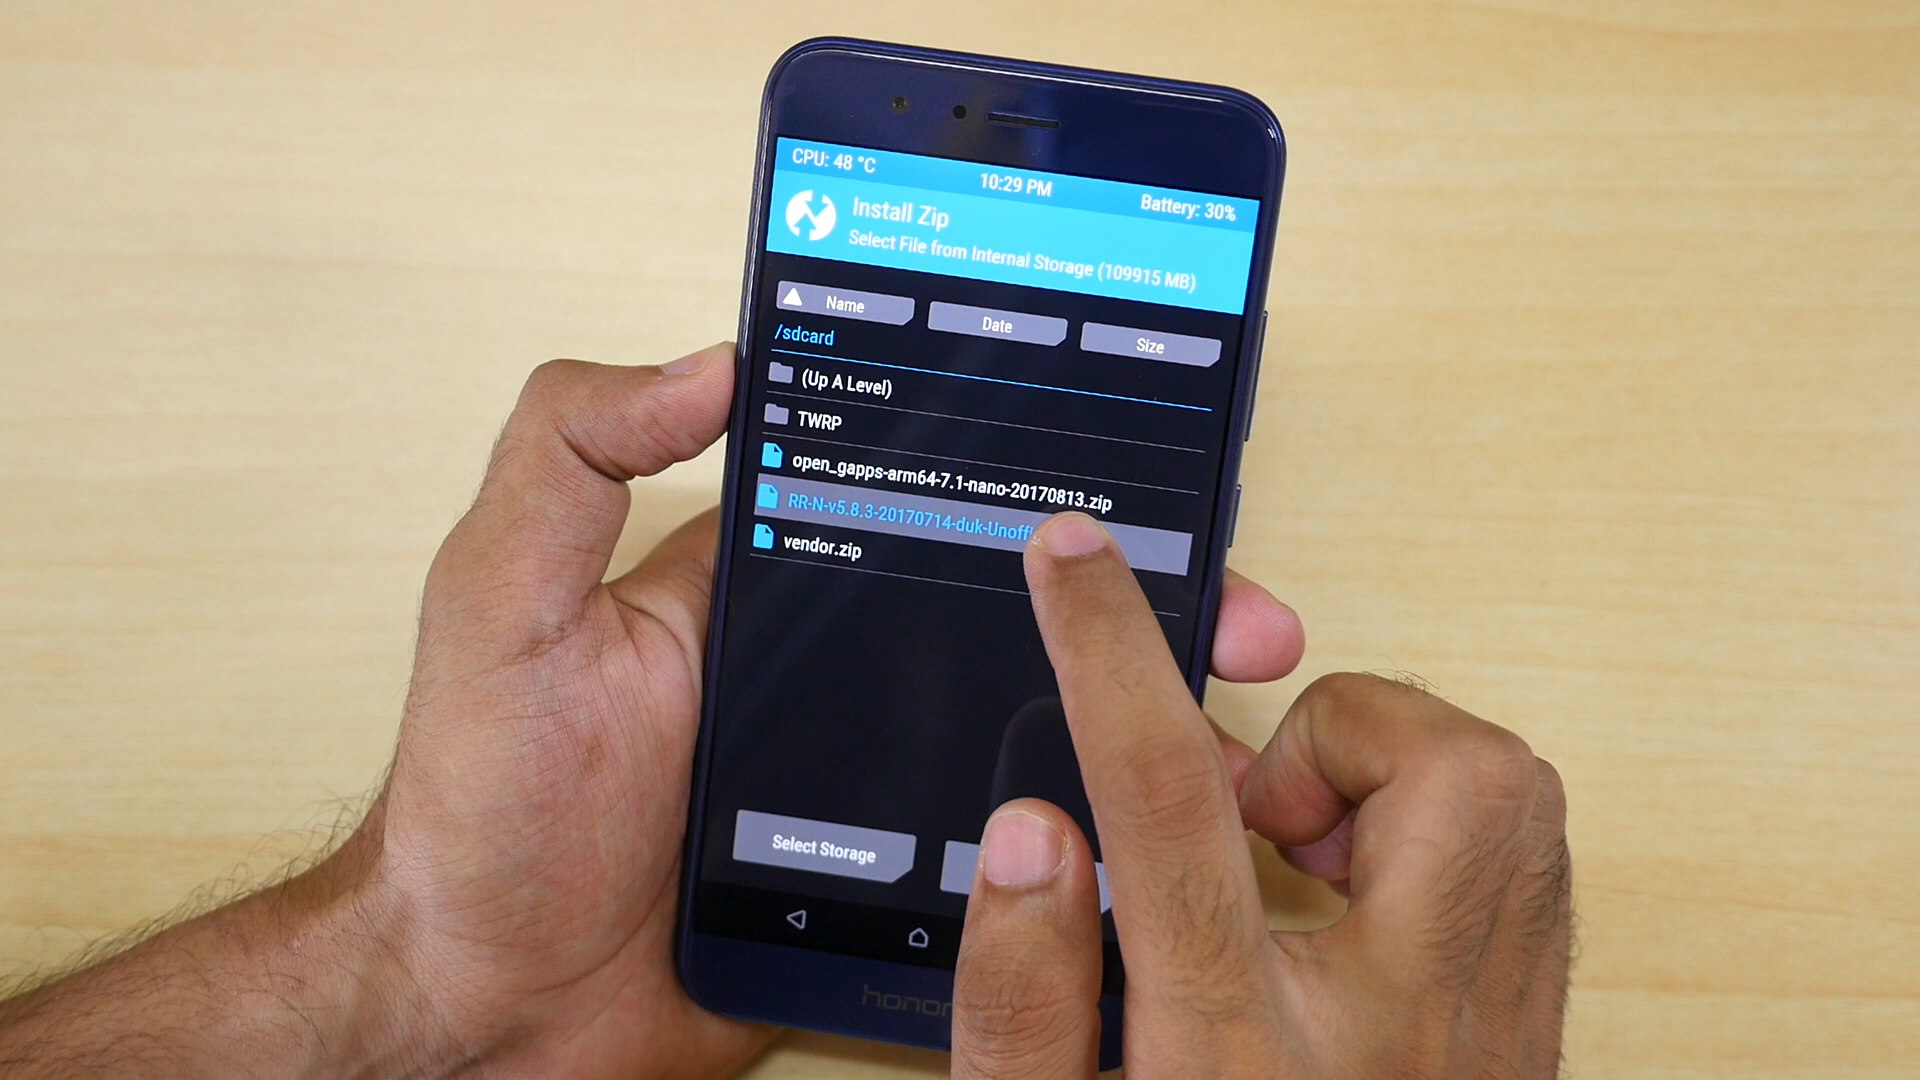 CPU: 48 °C
10:29 PM
Battery: 30%
Install Zip
Select File from Internal Storage (109915 MB)
Name
Date
Size
/sdcard
(Up A Level)
TWRP
open_gapps-arm64-7.1-nano-20170813.zip
RR-N-v5.8.3-20170714-duk-Unoffi
vendor.zip
Select Storage
honor